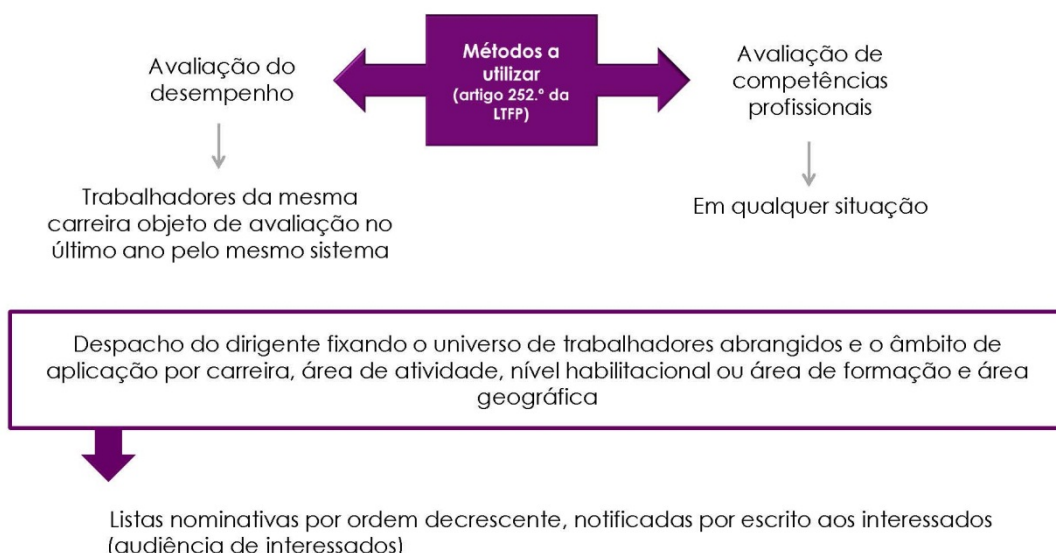 Métodos a
utilizar
(artigo 252.º da
LTFP)
Avaliação do
desempenho
Avaliação de
competências
profissionais
Trabalhadores da mesma
carreira objeto de avaliação no
último ano pelo mesmo sistema
Em qualquer situação
Despacho do dirigente fixando o universo de trabalhadores abrangidos e o âmbito de
aplicação por carreira, área de atividade, nível habilitacional ou área de formação e área
geográfica
Listas nominativas por ordem decrescente, notificadas por escrito aos interessados
(audiência de interessados)